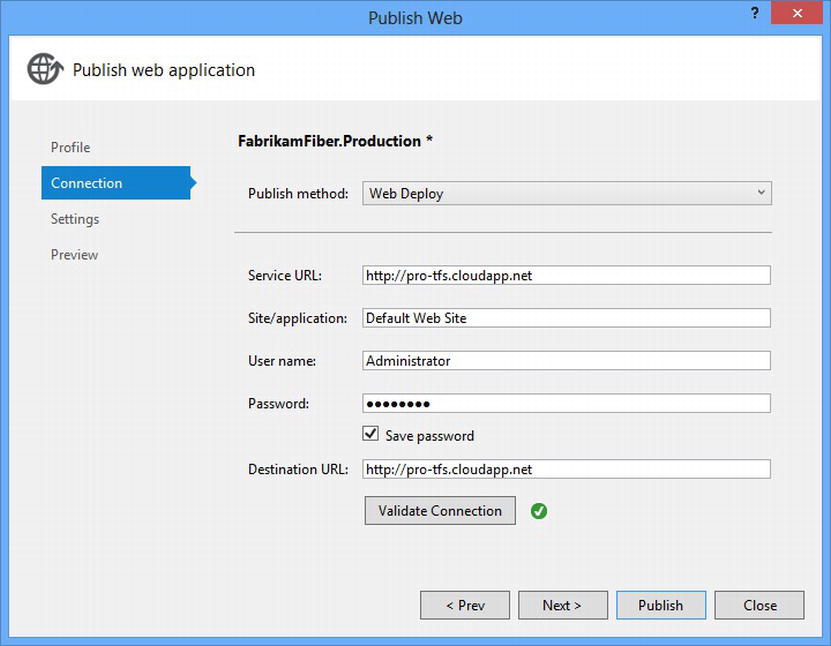 Publish Web
?
Publish web application
Profile
Connection
Settings
Preview
FabrikamFiber.Production *
Publish method: Web Deploy
Service URL: http://pro-tfs.cloudapp.net
Site/application: Default Web Site
User name: Administrator
Password: ●●●●●●●●
Save password
Destination URL: http://pro-tfs.cloudapp.net
Validate Connection
< Prev
Next >
Publish
Close